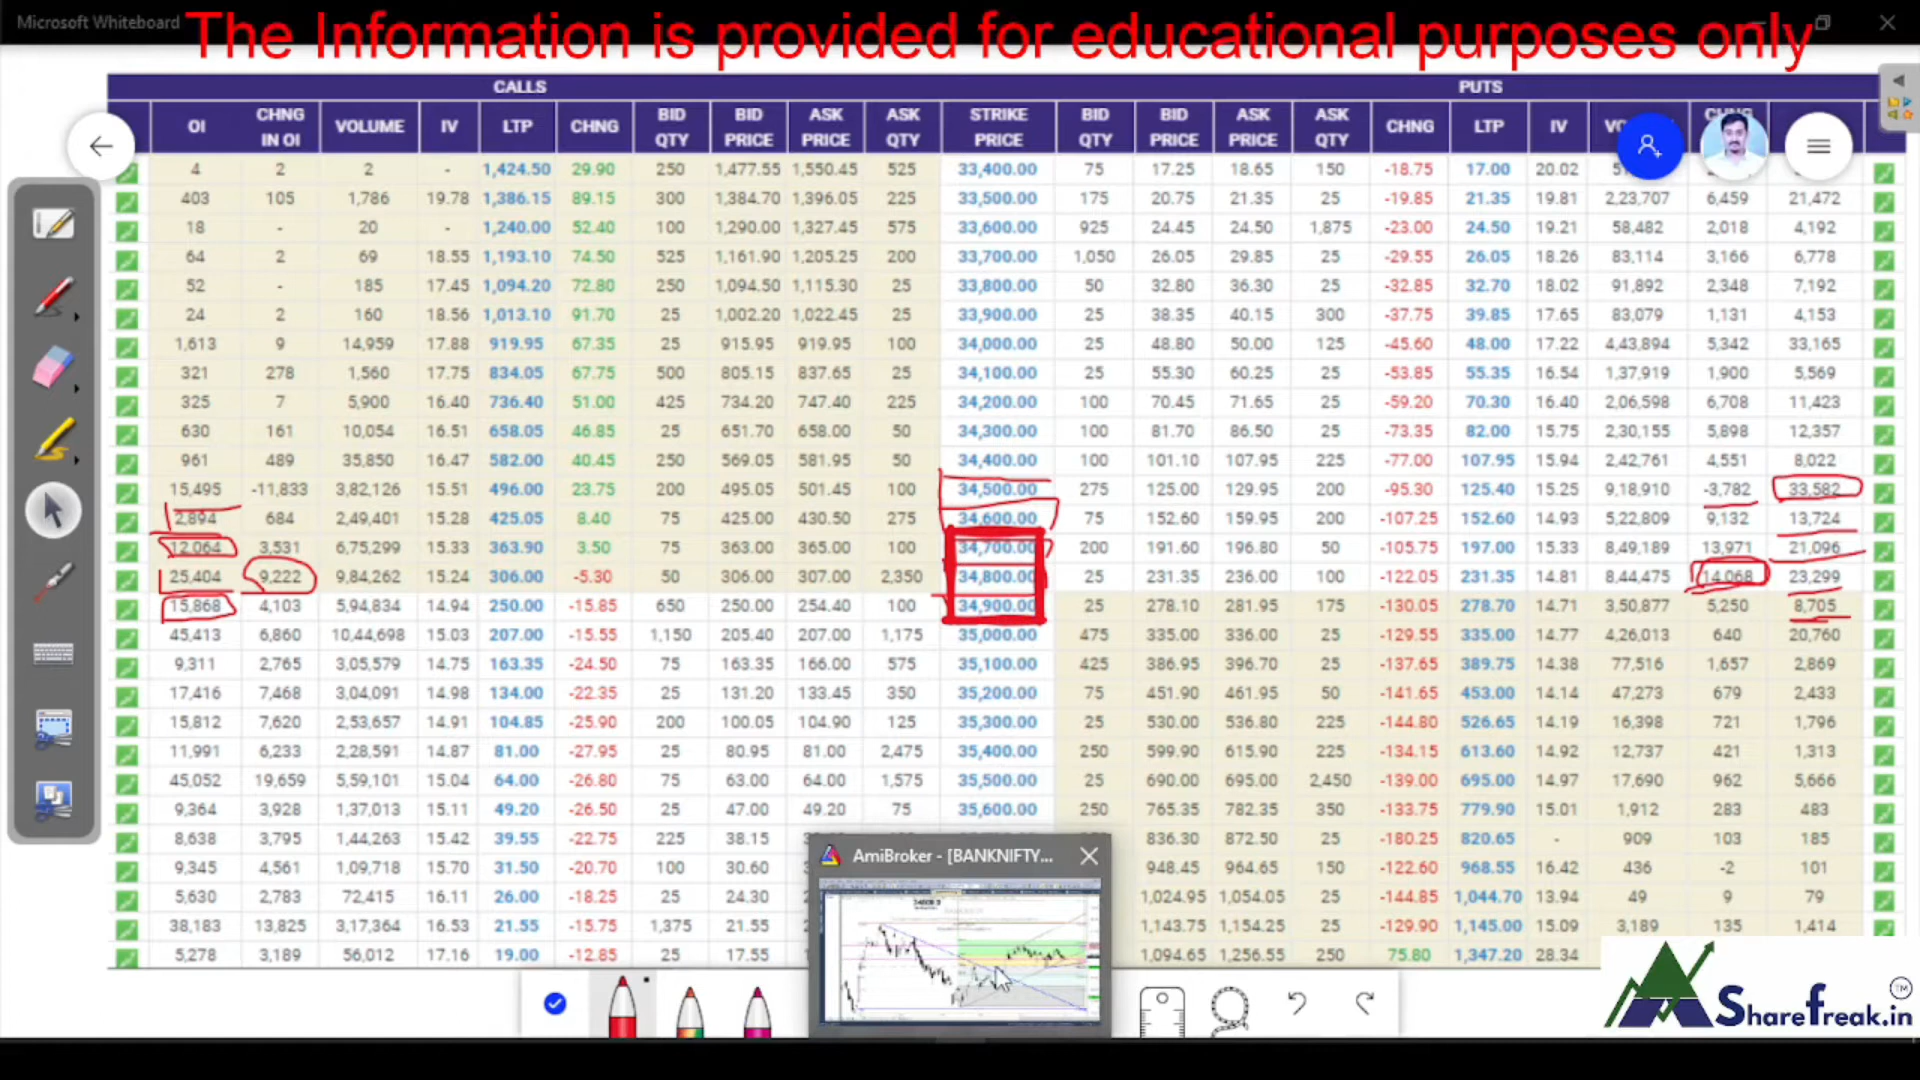 Microsoft Whiteboard
The Information is provided for educational purposes only
CALLS PUTS
OI CHNG IN OI VOLUME IV LTP CHNG BID QTY BID PRICE ASK PRICE ASK QTY STRIKE PRICE BID QTY BID PRICE ASK PRICE ASK QTY CHNG LTP IV
4 2 2 - 1,424.50 29.90 250 1,477.55 1,550.45 525 33,400.00 75 17.25 18.65 150 -18.75 17.00 20.02
403 105 1,786 19.78 1,386.15 89.15 300 1,384.70 1,396.05 225 33,500.00 175 20.75 21.35 25 -19.85 21.35 19.81 2,23,707 6,459 21,472
18 - 20 - 1,240.00 52.40 100 1,290.00 1,327.45 575 33,600.00 925 24.45 24.50 1,875 -23.00 24.50 19.21 58,482 2,018 4,192
64 2 69 18.55 1,193.10 74.50 525 1,161.90 1,205.25 200 33,700.00 1,050 26.05 29.85 25 -29.55 26.05 18.26 83,114 3,166 6,778
52 - 185 17.45 1,094.20 72.80 250 1,094.50 1,115.30 25 33,800.00 50 32.80 36.30 25 -32.85 32.70 18.02 91,892 2,348 7,192
24 2 160 18.56 1,013.10 91.70 25 1,002.20 1,022.45 25 33,900.00 25 38.35 40.15 300 -37.75 39.85 17.65 83,079 1,131 4,153
1,613 9 14,959 17.88 919.95 67.35 25 915.95 919.95 100 34,000.00 25 48.80 50.00 125 -45.60 48.00 17.22 4,43,894 5,342 33,165
321 278 1,560 17.75 834.05 67.75 500 805.15 837.65 25 34,100.00 25 55.30 60.25 25 -53.85 55.35 16.54 1,37,919 1,900 5,569
325 7 5,900 16.40 736.40 51.00 425 734.20 747.40 225 34,200.00 100 70.45 71.65 25 -59.20 70.30 16.40 2,06,598 6,708 11,423
630 161 10,054 16.51 658.05 46.85 25 651.70 658.00 50 34,300.00 100 81.70 86.50 25 -73.35 82.00 15.75 2,30,155 5,898 12,357
961 489 35,850 16.47 582.00 40.45 250 569.05 581.95 50 34,400.00 100 101.10 107.95 225 -77.00 107.95 15.94 2,42,761 4,551 8,022
15,495 -11,833 3,82,126 15.51 496.00 23.75 200 495.05 501.45 100 34,500.00 275 125.00 129.95 200 -95.30 125.40 15.25 9,18,910 -3,782 33,582
2,894 684 2,49,401 15.28 425.05 8.40 75 425.00 430.50 275 34,600.00 75 152.60 159.95 200 -107.25 152.60 14.93 5,22,809 9,132 13,724
12,064 3,531 6,75,299 15.33 363.90 3.50 75 363.00 365.00 100 34,700.00 200 191.60 196.80 50 -105.75 197.00 15.33 8,49,189 13,971 21,096
25,404 9,222 9,84,262 15.24 306.00 -5.30 50 306.00 307.00 2,350 34,800.00 25 231.35 236.00 100 -122.05 231.35 14.81 8,44,475 14,068 23,299
15,868 4,103 5,94,834 14.94 250.00 -15.85 650 250.00 254.40 100 34,900.00 25 278.10 281.95 175 -130.05 278.70 14.71 3,50,877 5,250 8,705
45,413 6,860 10,44,698 15.03 207.00 -15.55 1,150 205.40 207.00 1,175 35,000.00 475 335.00 336.00 25 -129.55 335.00 14.77 4,26,013 640 20,760
9,311 2,765 3,05,579 14.75 163.35 -24.50 75 163.35 166.00 575 35,100.00 425 386.95 396.70 25 -137.65 389.75 14.38 77,516 1,657 2,869
17,416 7,468 3,04,091 14.98 134.00 -22.35 25 131.20 133.45 350 35,200.00 75 451.90 461.95 50 -141.65 453.00 14.14 47,273 679 2,433
15,812 7,620 2,53,657 14.91 104.85 -25.90 200 100.05 104.90 125 35,300.00 25 530.00 536.80 225 -144.80 526.65 14.19 16,398 721 1,796
11,991 6,233 2,28,591 14.87 81.00 -27.95 25 80.95 81.00 2,475 35,400.00 250 599.90 615.90 225 -134.15 613.60 14.92 12,737 421 1,313
45,052 19,659 5,59,101 15.04 64.00 -26.80 75 63.00 64.00 1,575 35,500.00 25 690.00 695.00 2,450 -139.00 695.00 14.97 17,690 962 5,666
9,364 3,928 1,37,013 15.11 49.20 -26.50 25 47.00 49.20 75 35,600.00 250 765.35 782.35 350 -133.75 779.90 15.01 1,912 283 483
8,638 3,795 1,44,263 15.42 39.55 -22.75 225 38.15 836.30 872.50 25 -180.25 820.65 - 909 103 185
9,345 4,561 1,09,718 15.70 31.50 -20.70 100 30.60 948.45 964.65 150 -122.60 968.55 16.42 436 -2 101
5,630 2,783 72,415 16.11 26.00 -18.25 25 24.30 1,024.95 1,054.05 25 -144.85 1,044.70 13.94 49 9 79
38,183 13,825 3,17,364 16.53 21.55 -15.75 1,375 21.55 1,143.75 1,154.25 25 -129.90 1,145.00 15.09 3,189 135 1,414
5,278 3,189 56,012 17.16 19.00 -12.85 25 17.55 1,094.65 1,256.55 250 75.80 1,347.20 28.34
AmiBroker - [BANKNIFTY...
ShareFreak.in
TM